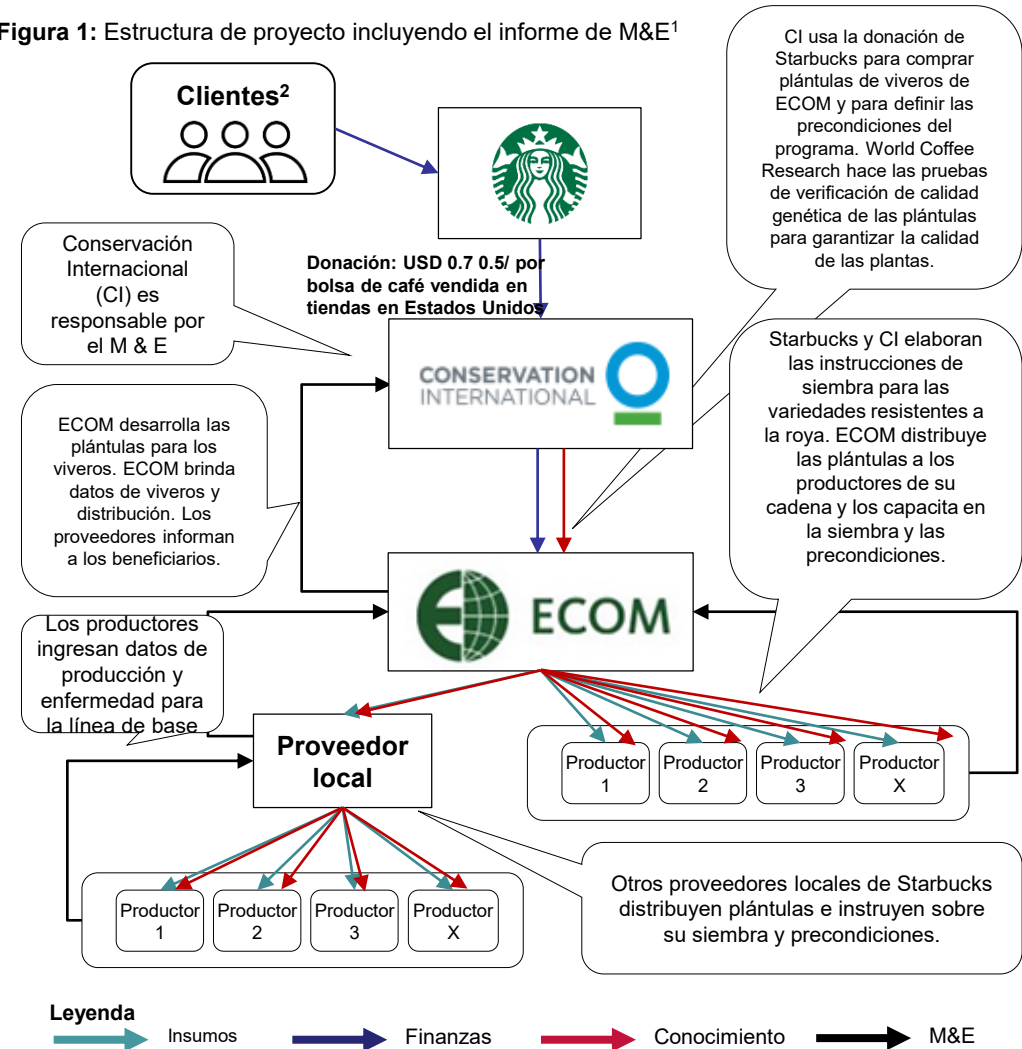 Figura 1: Estructura de proyecto incluyendo el informe de M&E¹
Clientes²
CI usa la donación de
Starbucks para comprar
plántulas de viveros de
ECOM y para definir las
precondiciones del
programa. World Coffee
Research hace las pruebas
de verificación de calidad
genética de las plántulas
para garantizar la calidad
de las plantas.
Conservación
Internacional
(CI) es
responsable por
el M & E
Donación: USD 0.7 0.5/ por
bolsa de café vendida en
tiendas en Estados Unidos
CONSERVATION
INTERNATIONAL
Starbucks y CI elaboran
las instrucciones de
siembra para las
variedades resistentes a
la roya. ECOM distribuye
las plántulas a los
productores de su
cadena y los capacita en
la siembra y las
precondiciones.
ECOM desarrolla las
plántulas para los
viveros. ECOM brinda
datos de viveros y
distribución. Los
proveedores informan
a los beneficiarios.
ECOM
Los productores
ingresan datos de
producción y
enfermedad para
la línea de base
Proveedor
local
Productor
1
Productor
2
Productor
3
Productor
X
Productor
1
Productor
2
Productor
3
Productor
X
Otros proveedores locales de Starbucks
distribuyen plántulas e instruyen sobre
su siembra y precondiciones.
Leyenda
Insumos
Finanzas
Conocimiento
M&E